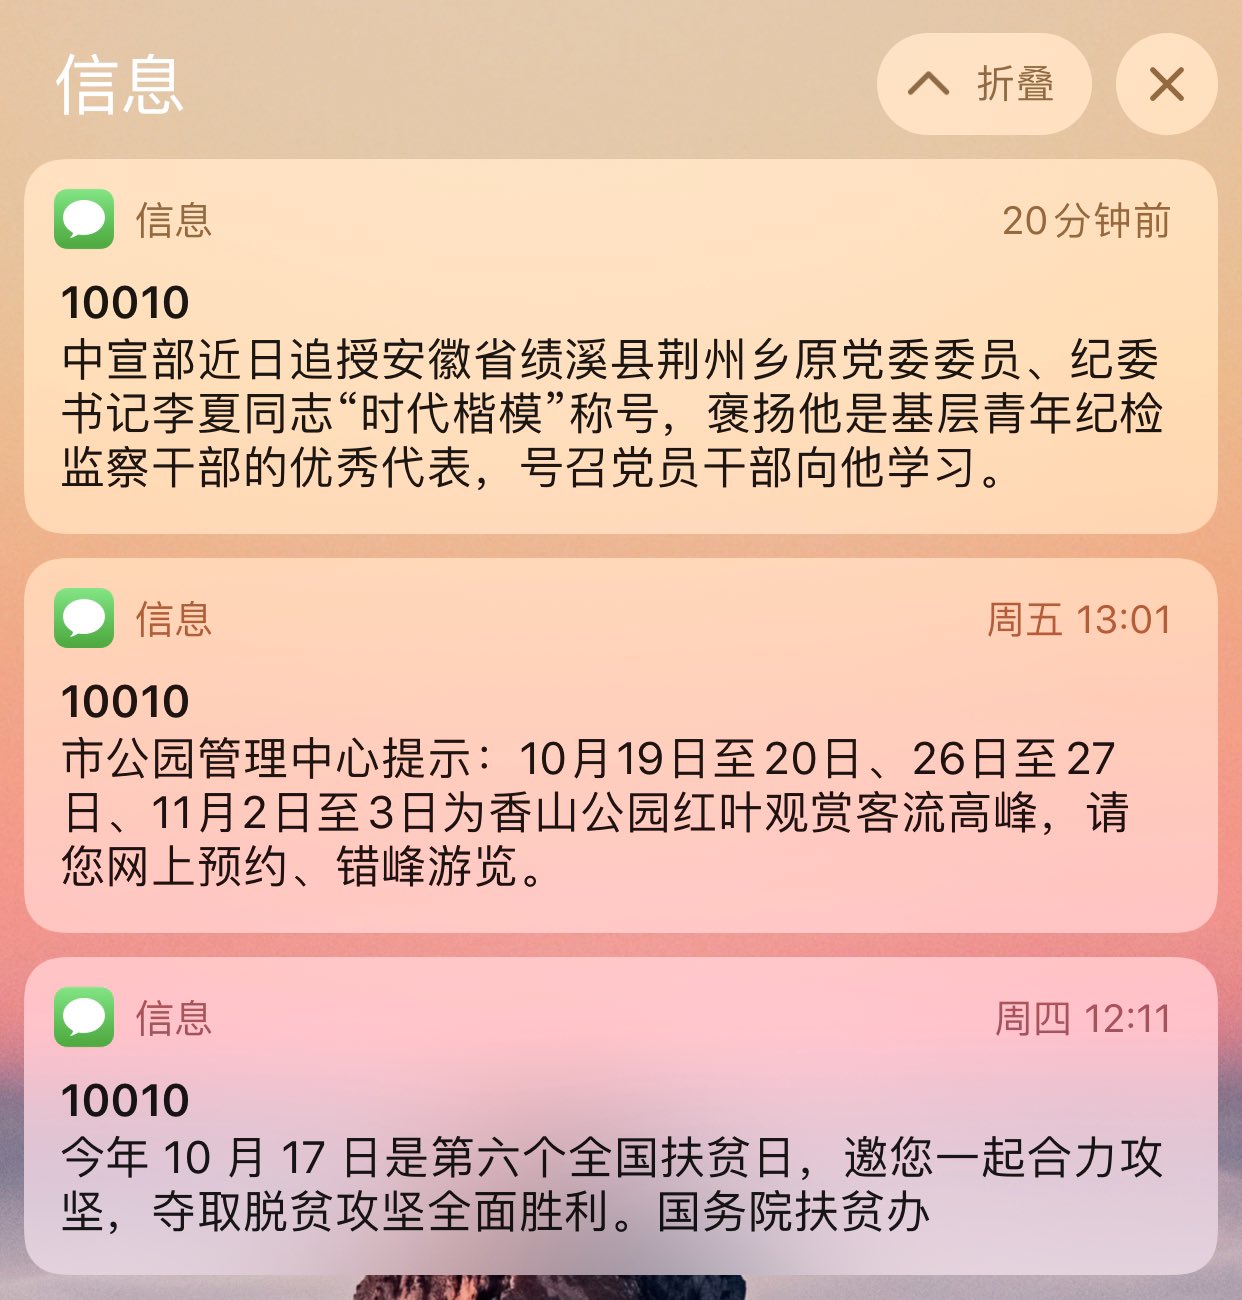 信息
折叠
信息
20分钟前
10010
中宣部近日追授安徽省绩溪县荆州乡原党委委员、纪委
书记李夏同志“时代楷模”称号，褒扬他是基层青年纪检
监察干部的优秀代表，号召党员干部向他学习。
信息
周五 13:01
10010
市公园管理中心提示：10月19日至20日、26日至27
日、11月2日至3日为香山公园红叶观赏客流高峰，请
您网上预约、错峰游览。
信息
周四 12:11
10010
今年 10 月 17 日是第六个全国扶贫日，邀您一起合力攻
坚，夺取脱贫攻坚全面胜利。国务院扶贫办